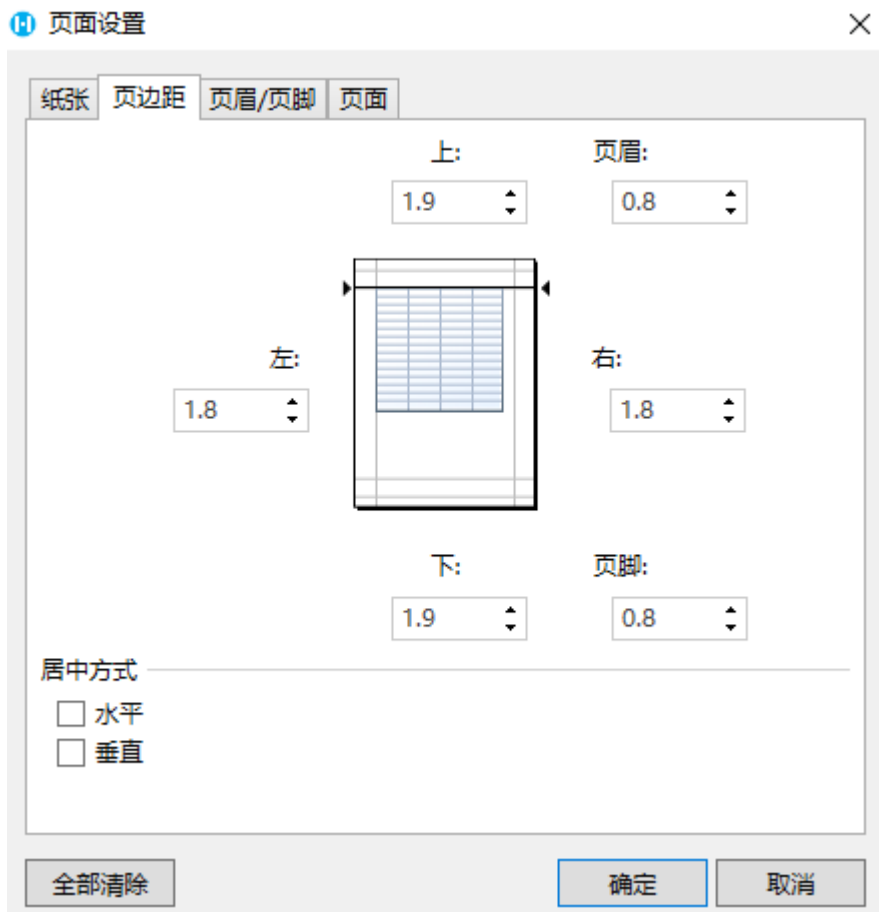 页面设置
纸张 页边距 页眉/页脚 页面
上: 页眉:
1.9 0.8
左: 右:
1.8 1.8
下: 页脚:
1.9 0.8
居中方式
水平
垂直
全部清除 确定 取消